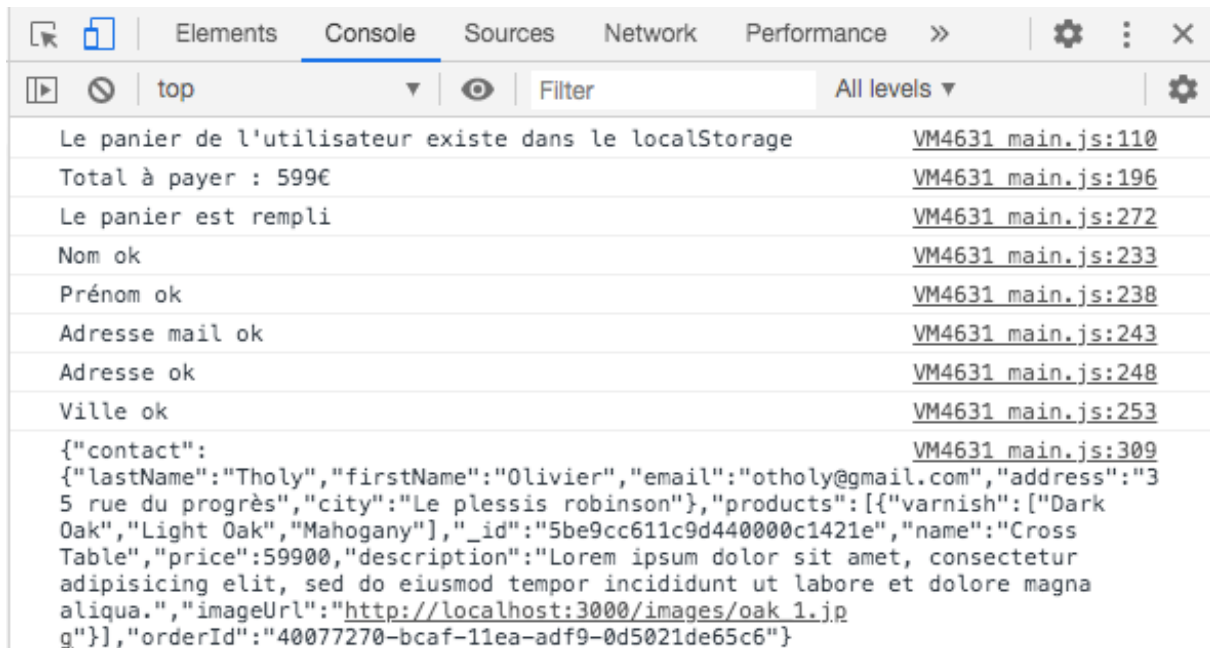 Elements Console Sources Network Performance »
top ▼ Filter All levels ▼
Le panier de l'utilisateur existe dans le localStorage VM4631 main.js:110
Total à payer : 599€ VM4631 main.js:196
Le panier est rempli VM4631 main.js:272
Nom ok VM4631 main.js:233
Prénom ok VM4631 main.js:238
Adresse mail ok VM4631 main.js:243
Adresse ok VM4631 main.js:248
Ville ok VM4631 main.js:253
{"contact": VM4631 main.js:309
{"lastName":"Tholy","firstName":"Olivier","email":"otholy@gmail.com","address":"3
5 rue du progrès","city":"Le plessis robinson"},"products":[{"varnish":["Dark
Oak","Light Oak","Mahogany"],"_id":"5be9cc611c9d440000c1421e","name":"Cross
Table","price":59900,"description":"Lorem ipsum dolor sit amet, consectetur
adipisicing elit, sed do eiusmod tempor incididunt ut labore et dolore magna
aliqua.","imageUrl":"http://localhost:3000/images/oak_1.jp
g"}],"orderId":"40077270-bcaf-11ea-adf9-0d5021de65c6"}